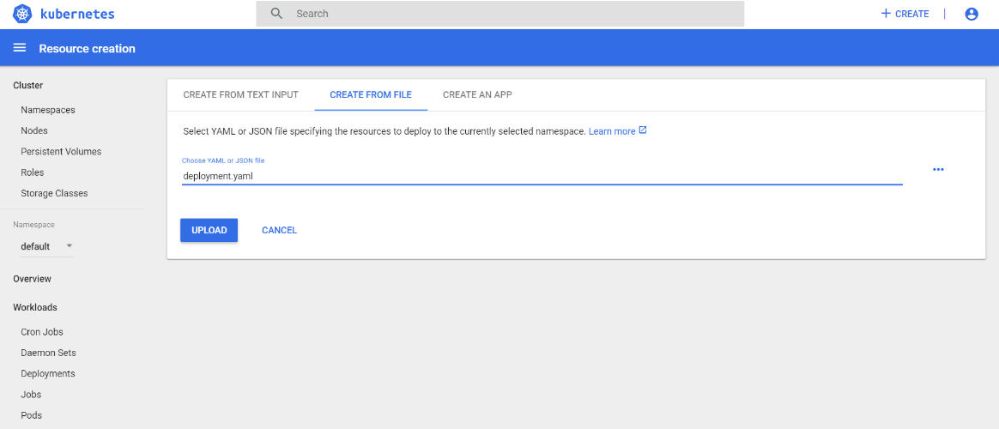 kubernetes
Search
CREATE
Resource creation
Cluster
Namespaces
Nodes
Persistent Volumes
Roles
Storage Classes
Namespace
default
Overview
Workloads
Cron Jobs
Daemon Sets
Deployments
Jobs
Pods
CREATE FROM TEXT INPUT
CREATE FROM FILE
CREATE AN APP
Select YAML or JSON file specifying the resources to deploy to the currently selected namespace. Learn more
Choose YAML or JSON file
deployment.yaml
UPLOAD
CANCEL